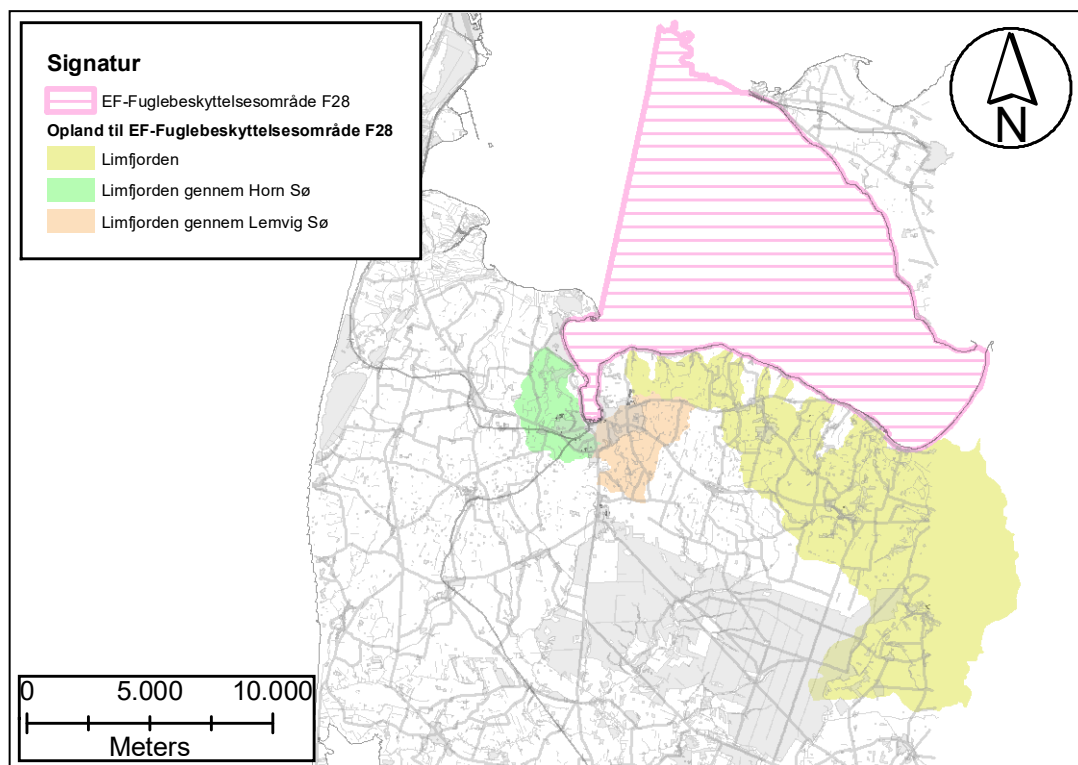 Signatur
EF-Fuglebeskyttelsesområde F28
Opland til EF-Fuglebeskyttelsesområde F28
Limfjorden
Limfjorden gennem Horn Sø
Limfjorden gennem Lemvig Sø
N
0 5.000 10.000
Meters